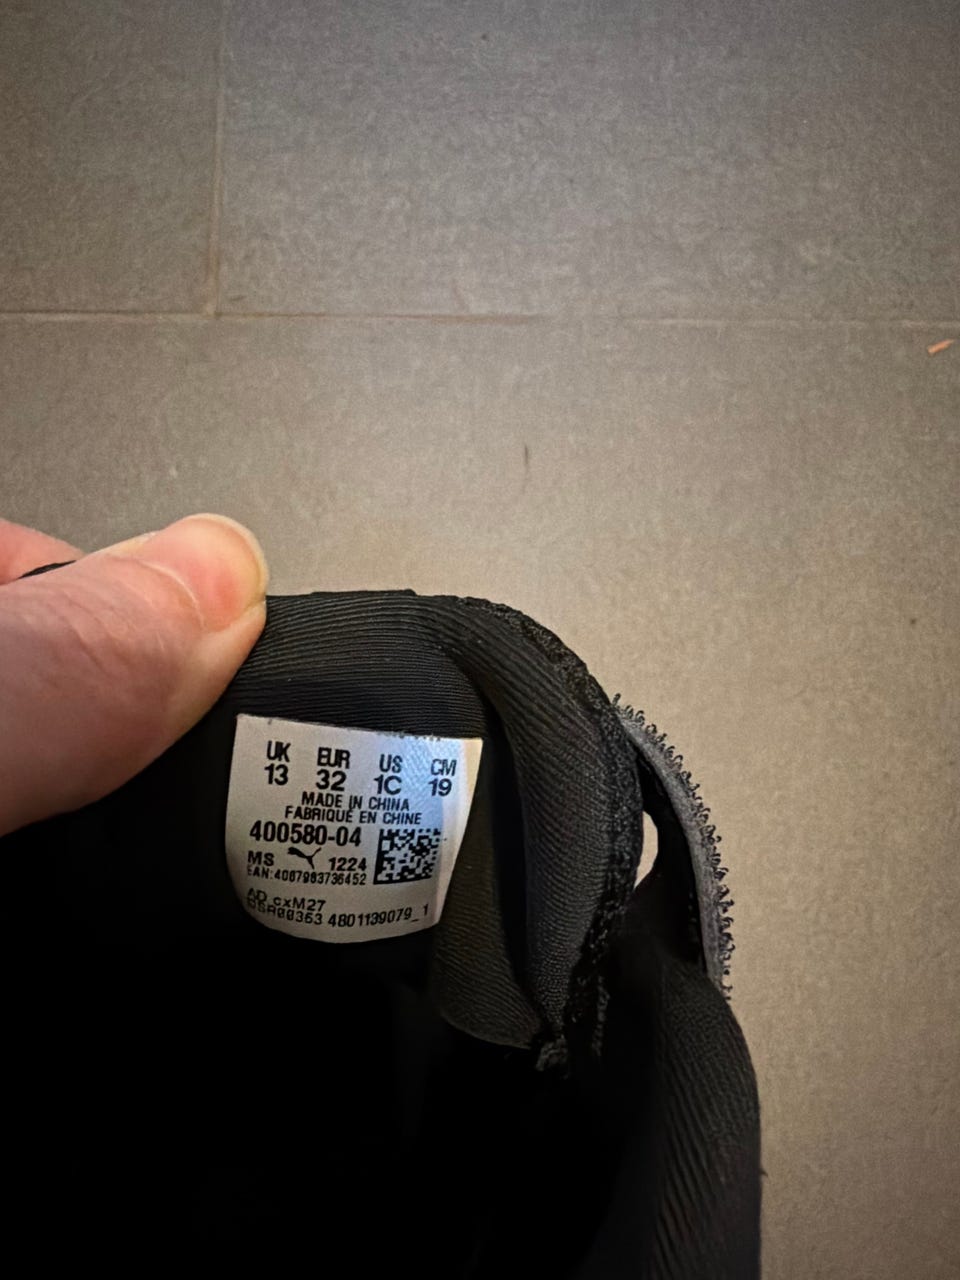 UK EUR US CM
13 32 1C 19
MADE IN CHINA
FABRIQUÉ EN CHINE
400580-04
MS 1224
EAN:4067983736452
AD_cxM27
4801139079_1